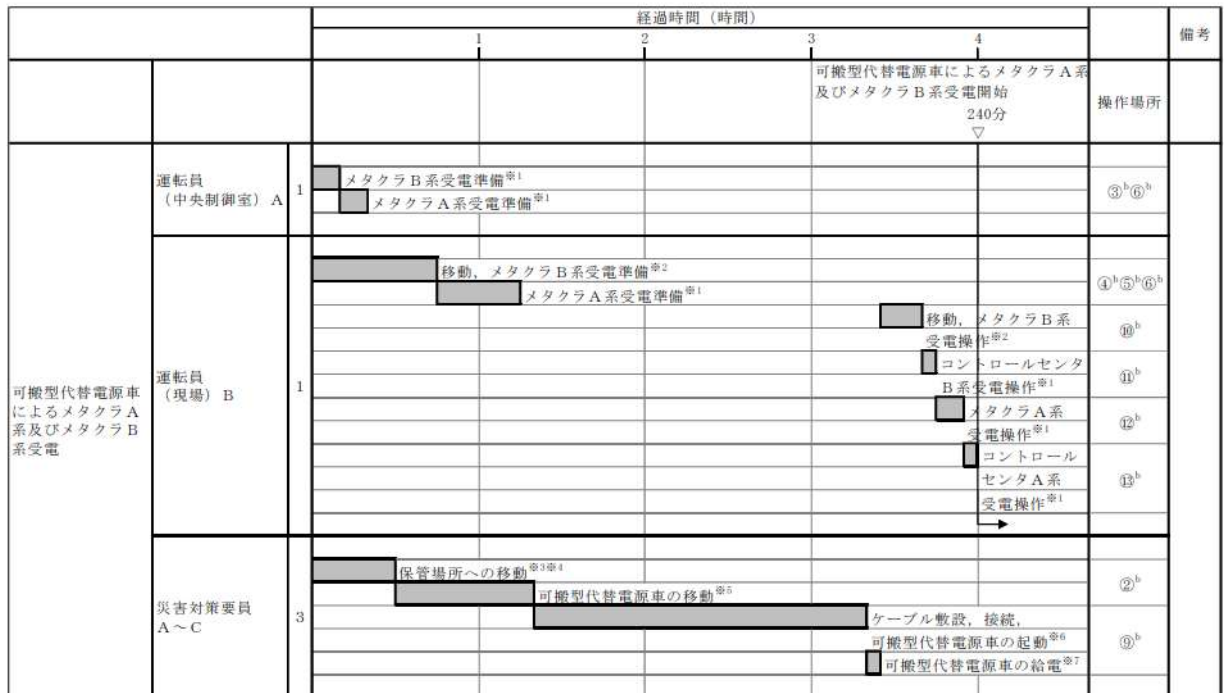 経過時間（時間）
備考
1
2
3
4
可搬型代替電源車によるメタクラＡ系
及びメタクラＢ系受電開始
240分
▽
操作場所
可搬型代替電源車
によるメタクラＡ
系及びメタクラＢ
系受電
運転員
（中央制御室）Ａ
1
メタクラＢ系受電準備※1
メタクラＡ系受電準備※1
③b⑥b
運転員
（現場）Ｂ
1
移動，メタクラＢ系受電準備※2
メタクラＡ系受電準備※1
④b⑤b⑥b
移動，メタクラＢ系
受電操作※2
⑩b
コントロールセンタ
Ｂ系受電操作※1
⑪b
メタクラＡ系
受電操作※1
⑫b
コントロール
センタＡ系
受電操作※1
⑬b
災害対策要員
Ａ～Ｃ
3
保管場所への移動※3※4
可搬型代替電源車の移動※5
②b
ケーブル敷設，接続，
可搬型代替電源車の起動※6
可搬型代替電源車の給電※7
⑨b